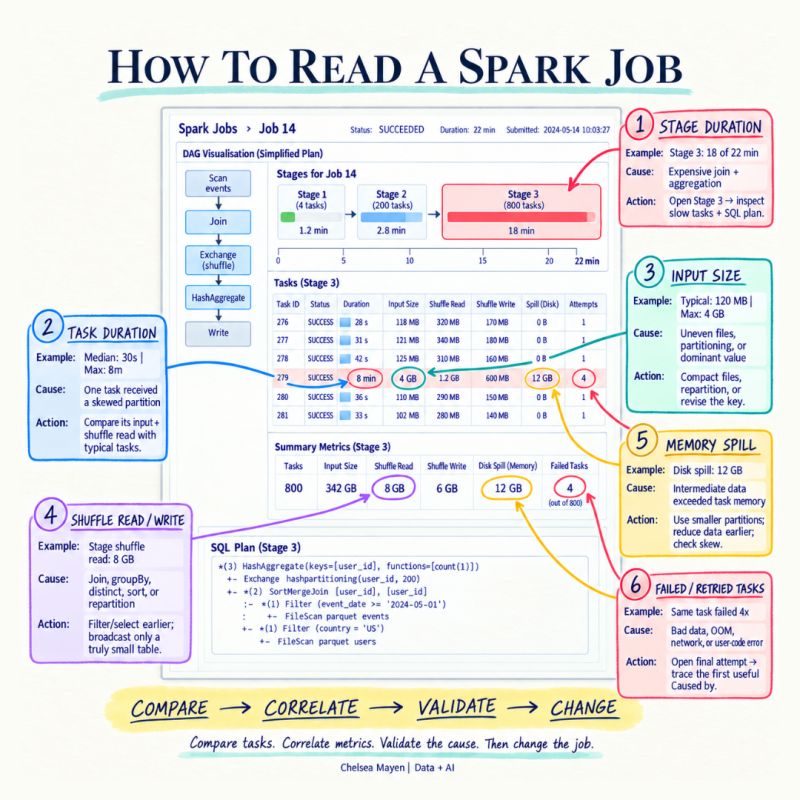 HOW TO READ A SPARK JOB
Spark Jobs › Job 14
Status: SUCCEEDED Duration: 22 min Submitted: 2024-05-14 10:03:27
DAG Visualisation (Simplified Plan)
Scan
events
Join
Exchange
(shuffle)
HashAggregate
Write
Stages for Job 14
Stage 1
(4 tasks)
1.2 min
Stage 2
(200 tasks)
2.8 min
Stage 3
(800 tasks)
18 min
0 5 10 15 20 22 min
Tasks (Stage 3)
Task ID Status Duration Input Size Shuffle Read Shuffle Write Spill (Disk) Attempts
276 SUCCESS 28 s 118 MB 320 MB 170 MB 0 B 1
277 SUCCESS 31 s 121 MB 340 MB 180 MB 0 B 1
278 SUCCESS 42 s 125 MB 310 MB 160 MB 0 B 1
279 SUCCESS 8 min 4 GB 1.2 GB 600 MB 12 GB 4
280 SUCCESS 36 s 110 MB 290 MB 150 MB 0 B 1
281 SUCCESS 33 s 102 MB 280 MB 140 MB 0 B 1
Summary Metrics (Stage 3)
Tasks Input Size Shuffle Read Shuffle Write Disk Spill (Memory) Failed Tasks
800 342 GB 8 GB 6 GB 12 GB 4
(out of 800)
SQL Plan (Stage 3)
*(3) HashAggregate(keys=[user_id], functions=[count(1)])
+- Exchange hashpartitioning(user_id, 200)
+- *(2) SortMergeJoin [user_id], [user_id]
:- *(1) Filter (event_date >= '2024-05-01')
: +- FileScan parquet events
+- *(1) Filter (country = 'US')
+- FileScan parquet users
1 STAGE DURATION
Example: Stage 3: 18 of 22 min
Cause: Expensive join +
aggregation
Action: Open Stage 3 → inspect
slow tasks + SQL plan.
2 TASK DURATION
Example: Median: 30s |
Max: 8m
Cause: One task received
a skewed partition
Action: Compare its input +
shuffle read with
typical tasks.
3 INPUT SIZE
Example: Typical: 120 MB |
Max: 4 GB
Cause: Uneven files,
partitioning, or
dominant value
Action: Compact files,
repartition, or
revise the key.
4 SHUFFLE READ / WRITE
Example: Stage shuffle
read: 8 GB
Cause: Join, groupBy,
distinct, sort, or
repartition
Action: Filter/select earlier;
broadcast only a
truly small table.
5 MEMORY SPILL
Example: Disk spill: 12 GB
Cause: Intermediate data
exceeded task memory
Action: Use smaller partitions;
reduce data earlier;
check skew.
6 FAILED / RETRIED TASKS
Example: Same task failed 4x
Cause: Bad data, OOM,
network, or user-code error
Action: Open final attempt →
trace the first useful
Caused by.
COMPARE → CORRELATE → VALIDATE → CHANGE
Compare tasks. Correlate metrics. Validate the cause. Then change the job.
Chelsea Mayen | Data + AI